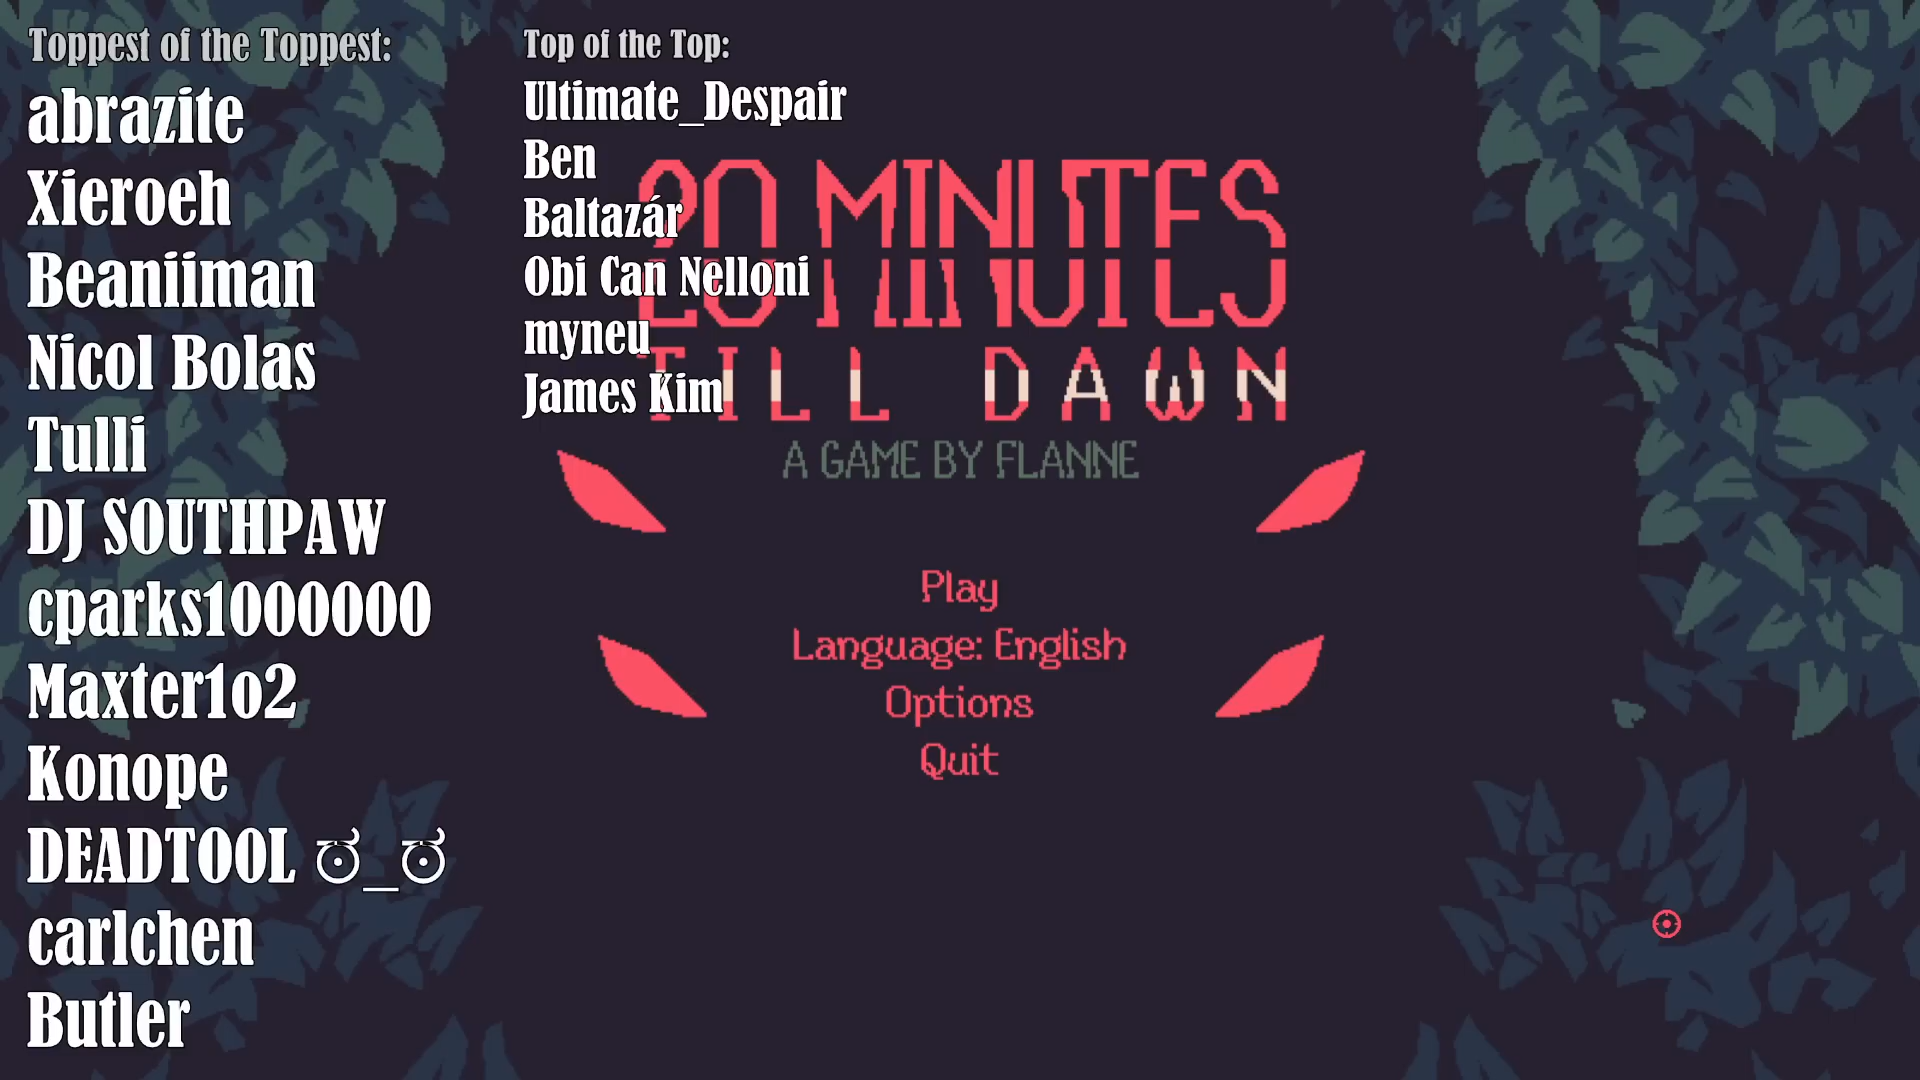 Toppest of the Toppest:
abrazite
Xieroeh
Beaniiman
Nicol Bolas
Tulli
DJ SOUTHPAW
cparks1000000
Maxter1o2
Konope
DEADTOOL ಠ_ಠ
carlchen
Butler
Top of the Top:
Ultimate_Despair
Ben
Baltazár
Obi Can Nelloni
myneu
James Kim
20 MINUTES
TILL DAWN
A GAME BY FLANNE
Play
Language: English
Options
Quit